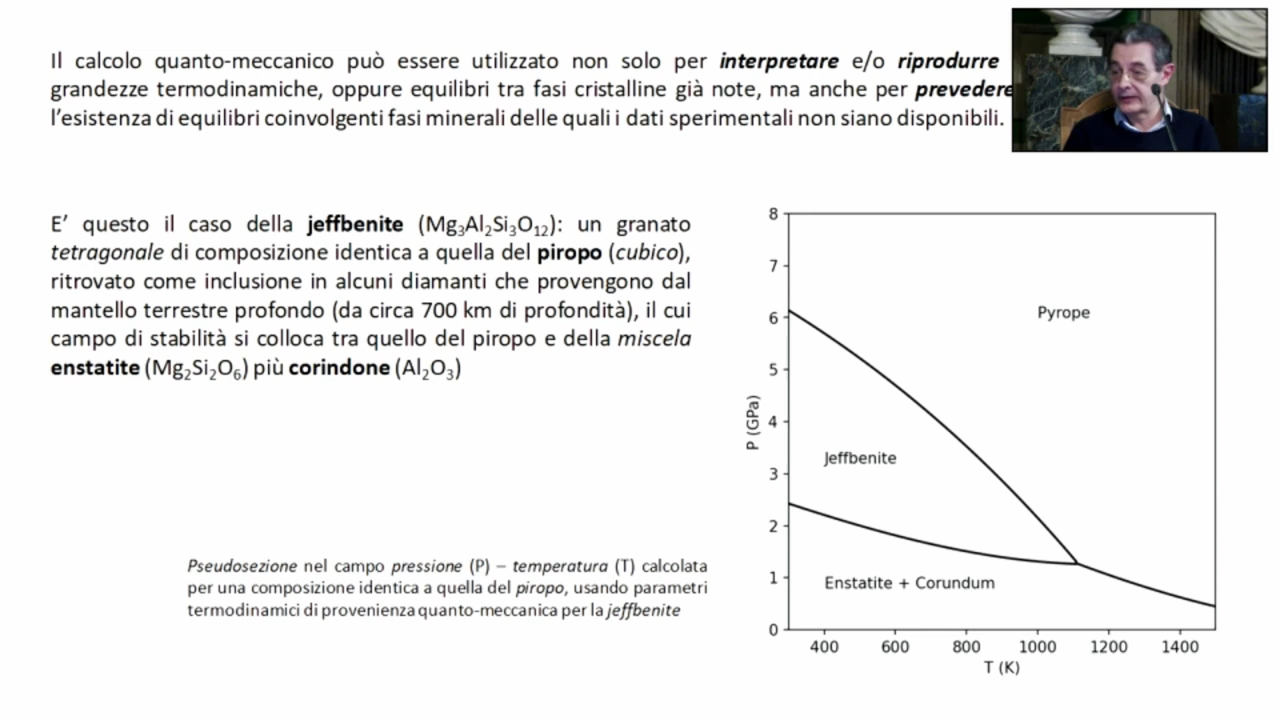 Il calcolo quanto-meccanico può essere utilizzato non solo per interpretare e/o riprodurre
grandezze termodinamiche, oppure equilibri tra fasi cristalline già note, ma anche per prevedere
l'esistenza di equilibri coinvolgenti fasi minerali delle quali i dati sperimentali non siano disponibili.
E' questo il caso della jeffbenite (Mg₃Al₂Si₃O₁₂): un granato
tetragonale di composizione identica a quella del piropo (cubico),
ritrovato come inclusione in alcuni diamanti che provengono dal
mantello terrestre profondo (da circa 700 km di profondità), il cui
campo di stabilità si colloca tra quello del piropo e della miscela
enstatite (Mg₂Si₂O₆) più corindone (Al₂O₃)
Pseudosezione nel campo pressione (P) – temperatura (T) calcolata
per una composizione identica a quella del piropo, usando parametri
termodinamici di provenienza quanto-meccanica per la jeffbenite
8
7
6
5
4
3
2
1
0
P (GPa)
Pyrope
Jeffbenite
Enstatite + Corundum
400 600 800 1000 1200 1400
T (K)